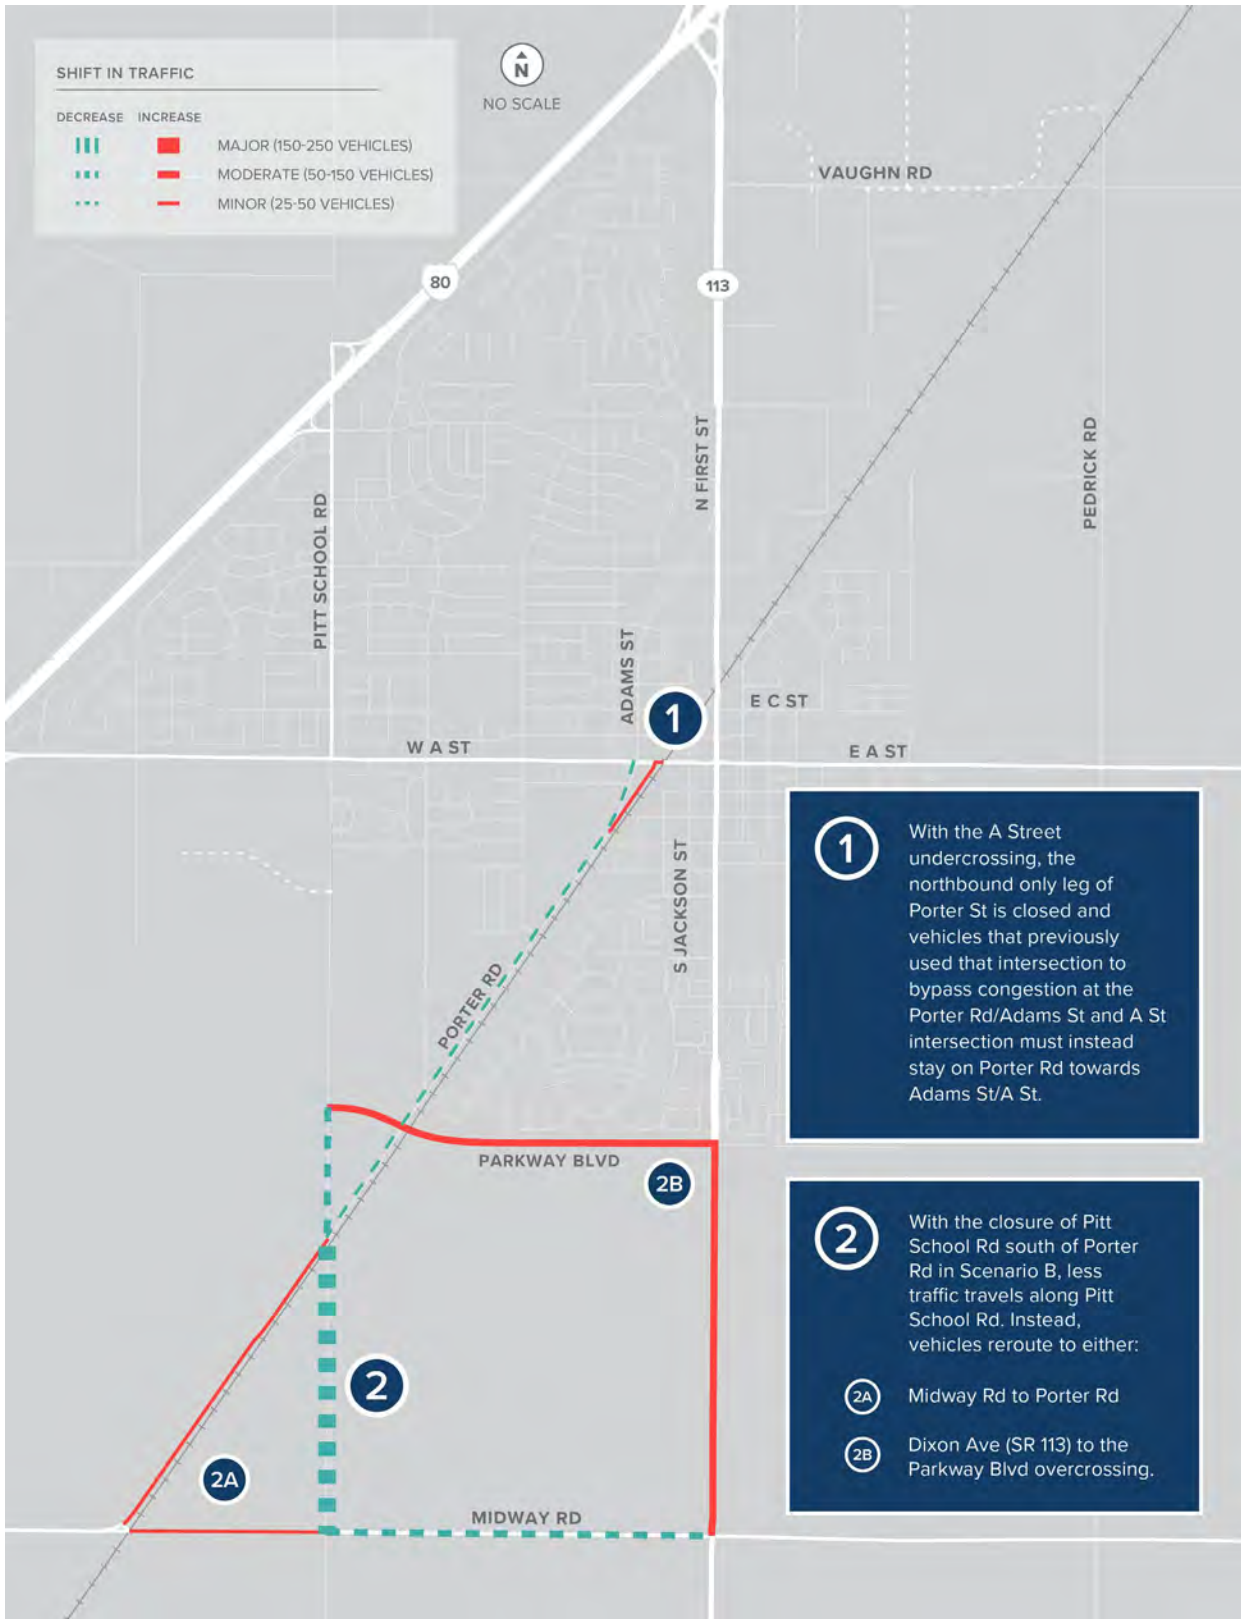 SHIFT IN TRAFFIC
DECREASE INCREASE
MAJOR (150-250 VEHICLES)
MODERATE (50-150 VEHICLES)
MINOR (25-50 VEHICLES)
N
NO SCALE
VAUGHN RD
80
113
N FIRST ST
PEDRICK RD
PITT SCHOOL RD
ADAMS ST
1
E C ST
W A ST
E A ST
S JACKSON ST
PORTER RD
PARKWAY BLVD
2B
2
2A
MIDWAY RD
1
With the A Street
undercrossing, the
northbound only leg of
Porter St is closed and
vehicles that previously
used that intersection to
bypass congestion at the
Porter Rd/Adams St and A St
intersection must instead
stay on Porter Rd towards
Adams St/A St.
2
With the closure of Pitt
School Rd south of Porter
Rd in Scenario B, less
traffic travels along Pitt
School Rd. Instead,
vehicles reroute to either:
2A Midway Rd to Porter Rd
2B Dixon Ave (SR 113) to the
Parkway Blvd overcrossing.